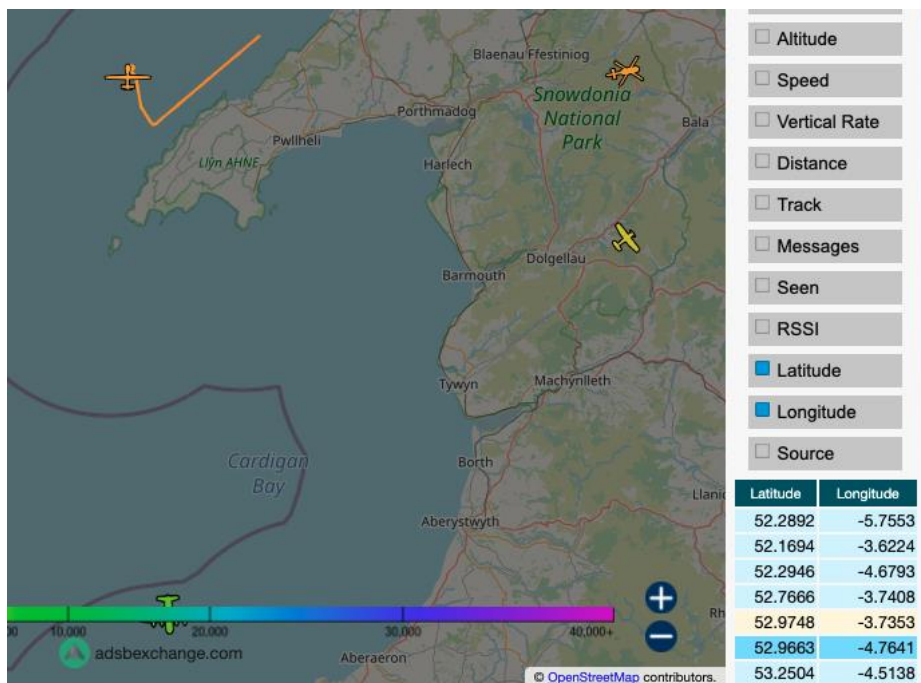 Blaenau Ffestiniog
Snowdonia
National
Park
Bala
Porthmadog
Pwllheli
Llŷn AHNE
Harlech
Dolgellau
Barmouth
Tywyn
Machynlleth
Cardigan
Bay
Borth
Aberystwyth
10,000 20,000 30,000 40,000+
adsbexchange.com
Aberaeron
© OpenStreetMap contributors.
Altitude
Speed
Vertical Rate
Distance
Track
Messages
Seen
RSSI
Latitude
Longitude
Source
Latitude Longitude
52.2892 -5.7553
52.1694 -3.6224
52.2946 -4.6793
52.7666 -3.7408
52.9748 -3.7353
52.9663 -4.7641
53.2504 -4.5138